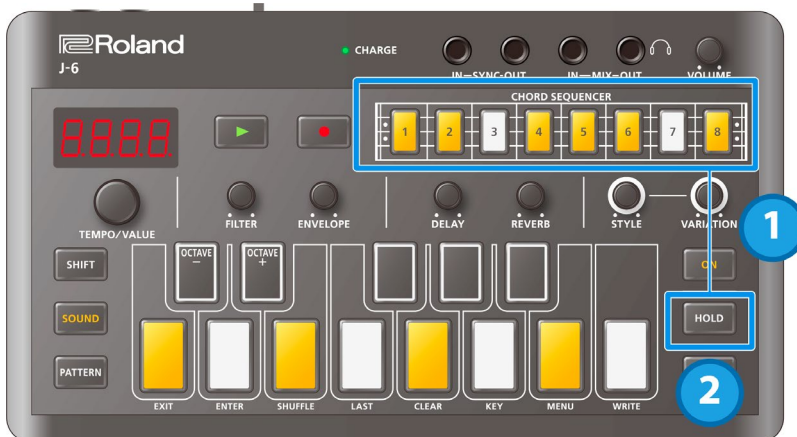 Roland
J-6
CHARGE
IN–SYNC–OUT
IN–MIX–OUT
VOLUME
CHORD SEQUENCER
1 2 3 4 5 6 7 8
8.8.8.8
TEMPO/VALUE
FILTER
ENVELOPE
DELAY
REVERB
STYLE
VARIATION
1
SHIFT
OCTAVE
–
OCTAVE
+
ON
SOUND
HOLD
PATTERN
2
EXIT
ENTER
SHUFFLE
LAST
CLEAR
KEY
MENU
WRITE